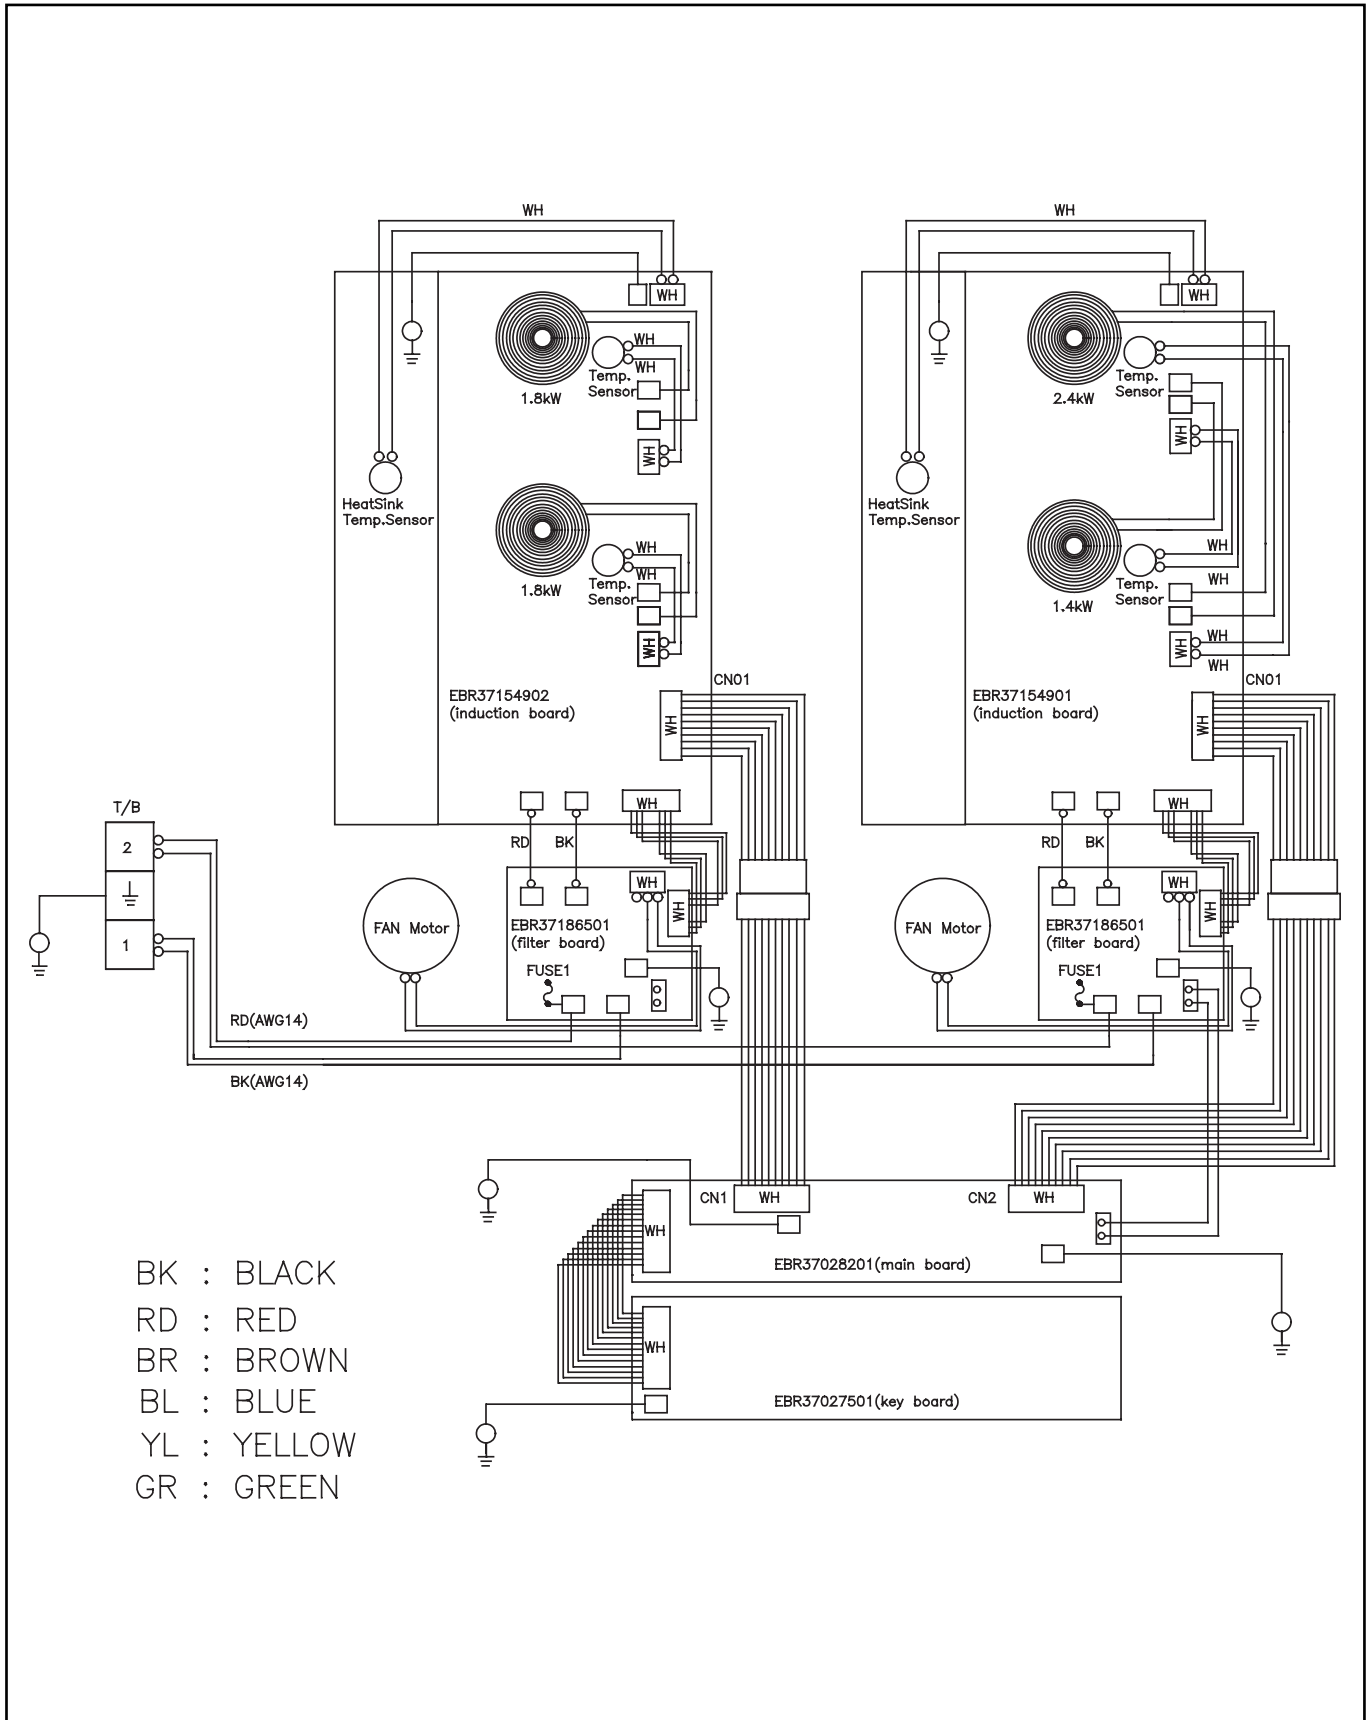 WH
WH
WH
WH
WH
WH
Temp.
Sensor
1.8kW
WH
HeatSink
Temp.Sensor
WH
WH
Temp.
Sensor
1.8kW
WH
EBR37154902
(induction board)
CN01
WH
WH
Temp.
Sensor
2.4kW
WH
HeatSink
Temp.Sensor
WH
WH
Temp.
Sensor
1.4kW
WH
WH
WH
EBR37154901
(induction board)
CN01
WH
T/B
2
1
WH
RD
BK
WH
WH
FAN Motor
EBR37186501
(filter board)
FUSE1
WH
RD
BK
WH
WH
FAN Motor
EBR37186501
(filter board)
FUSE1
RD(AWG14)
BK(AWG14)
CN1
WH
CN2
WH
WH
EBR37028201(main board)
WH
EBR37027501(key board)
BK : BLACK
RD : RED
BR : BROWN
BL : BLUE
YL : YELLOW
GR : GREEN